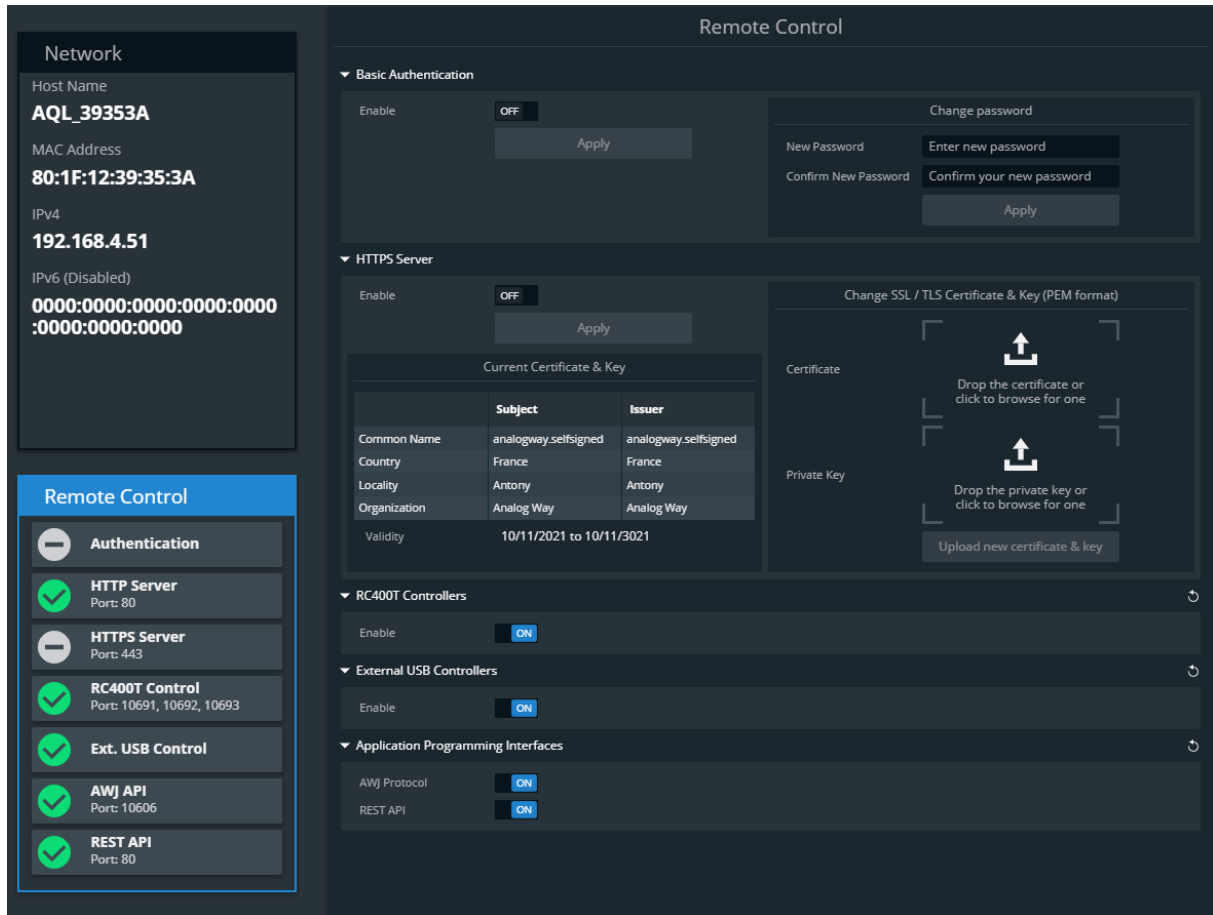 Network
Host Name
AQL_39353A
MAC Address
80:1F:12:39:35:3A
IPv4
192.168.4.51
IPv6 (Disabled)
0000:0000:0000:0000:0000
:0000:0000:0000
Remote Control
Authentication
HTTP Server
Port: 80
HTTPS Server
Port: 443
RC400T Control
Port: 10691, 10692, 10693
Ext. USB Control
AWJ API
Port: 10606
REST API
Port: 80
Remote Control
Basic Authentication
Enable OFF
Apply
Change password
New Password Enter new password
Confirm New Password Confirm your new password
Apply
HTTPS Server
Enable OFF
Apply
Current Certificate & Key
Subject Issuer
Common Name analogway.selfsigned analogway.selfsigned
Country France France
Locality Antony Antony
Organization Analog Way Analog Way
Validity 10/11/2021 to 10/11/3021
Change SSL / TLS Certificate & Key (PEM format)
Certificate
Drop the certificate or
click to browse for one
Private Key
Drop the private key or
click to browse for one
Upload new certificate & key
RC400T Controllers
Enable ON
External USB Controllers
Enable ON
Application Programming Interfaces
AWJ Protocol ON
REST API ON